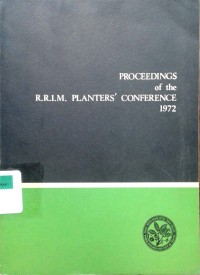 PROCEEDINGS
of the
R.R.I.M. PLANTERS' CONFERENCE
1972